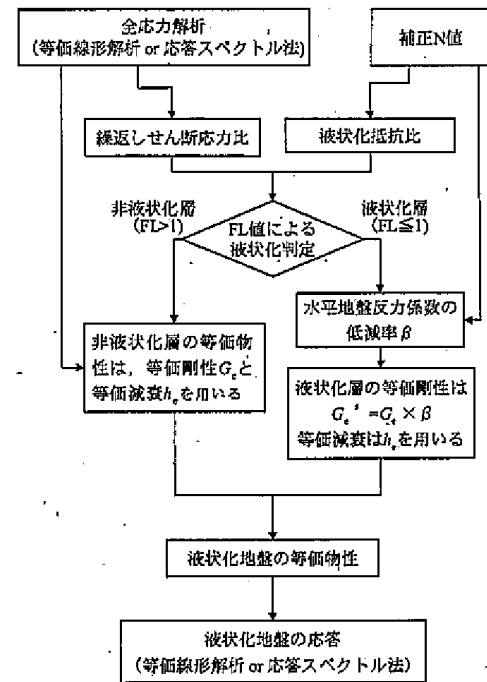 全応力解析
(等価線形解析 or 応答スペクトル法)
補正N値
繰返しせん断応力比
液状化抵抗比
非液状化層
(FL>1)
FL値による
液状化判定
液状化層
(FL≦1)
水平地盤反力係数の
低減率β
非液状化層の等価物
性は，等価剛性Geと
等価減衰heを用いる
液状化層の等価剛性は
Ge s =Ge × β
等価減衰はheを用いる
液状化地盤の等価物性
液状化地盤の応答
(等価線形解析 or 応答スペクトル法)